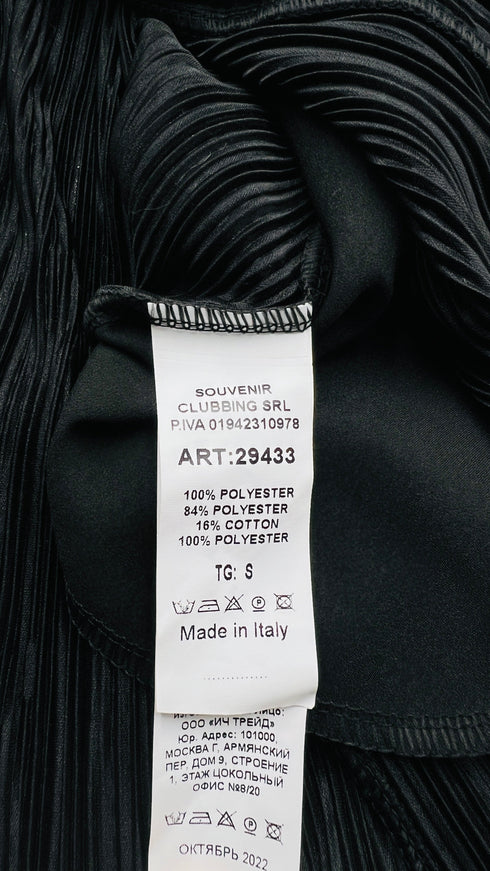 SOUVENIR
CLUBBING SRL
P.IVA 01942310978
ART:29433
100% POLYESTER
84% POLYESTER
16% COTTON
100% POLYESTER
TG: S
Made in Italy
ООО «ИЧ ТРЕЙД»
Юр. Адрес: 101000,
МОСКВА Г, АРМЯНСКИЙ
ПЕР, ДОМ 9, СТРОЕНИЕ
1, ЭТАЖ ЦОКОЛЬНЫЙ
ОФИС №8/20
ОКТЯБРЬ 2022